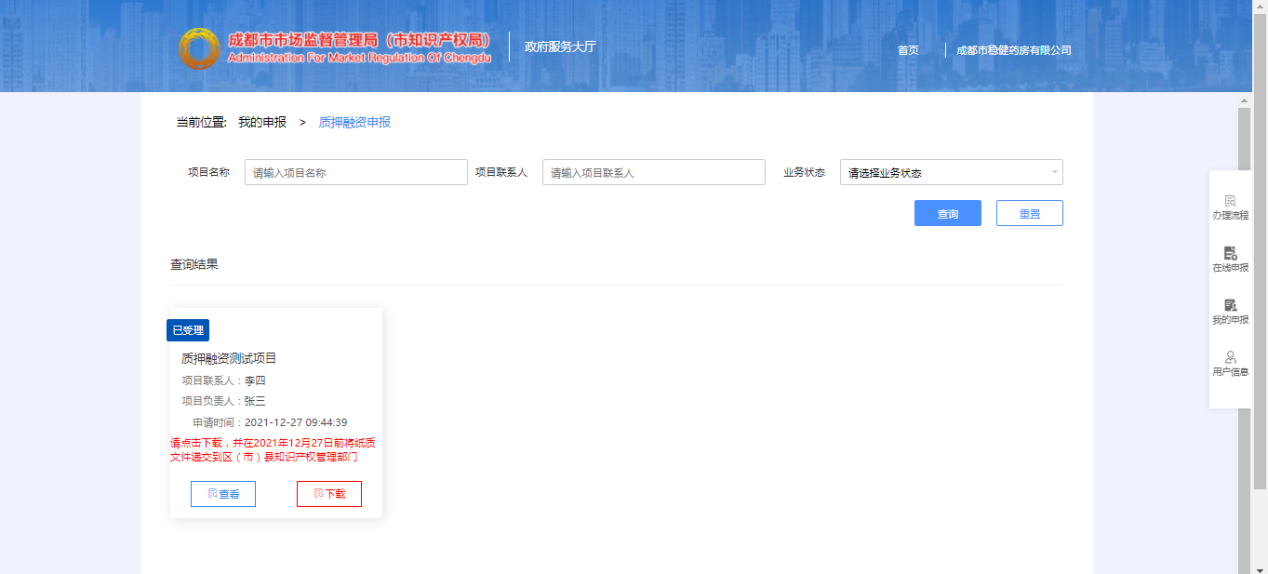 成都市市场监督管理局（市知识产权局）
Administration For Market Regulation Of Chengdu
政府服务大厅
首页
成都市稳健药房有限公司
当前位置: 我的申报 > 质押融资申报
项目名称 请输入项目名称 项目联系人 请输入项目联系人 业务状态 请选择业务状态
查询 重置
查询结果
已受理
质押融资测试项目
项目联系人：李四
项目负责人：张三
申请时间：2021-12-27 09:44:39
请点击下载，并在2021年12月27日前将纸质
文件递交到区（市）县知识产权管理部门
查看 下载
办理流程
在线申报
我的申报
用户信息